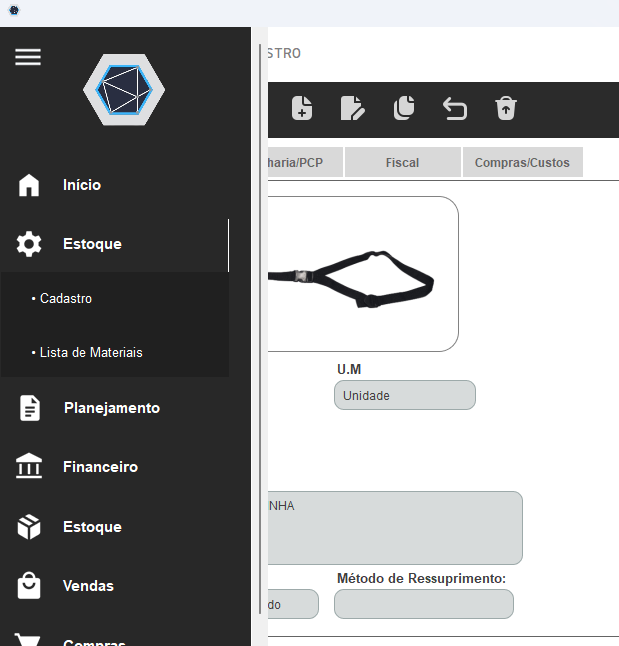 STRO
Início
Estoque
• Cadastro
• Lista de Materiais
Planejamento
Financeiro
Estoque
Vendas
Compras
haria/PCP
Fiscal
Compras/Custos
U.M
Unidade
NHA
Método de Ressuprimento:
do